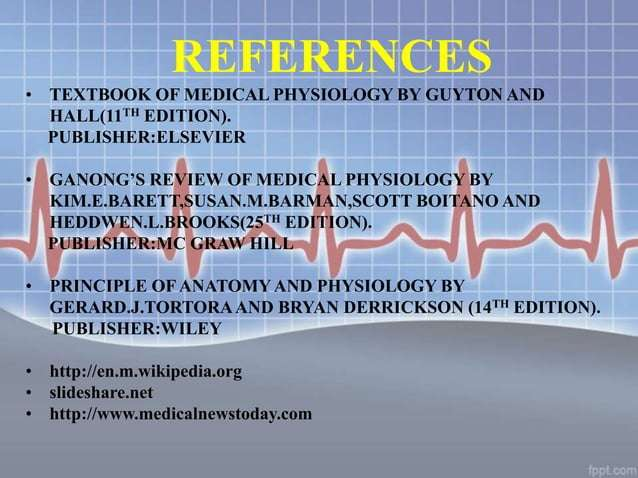 REFERENCES
• TEXTBOOK OF MEDICAL PHYSIOLOGY BY GUYTON AND
HALL(11TH EDITION).
PUBLISHER:ELSEVIER
• GANONG’S REVIEW OF MEDICAL PHYSIOLOGY BY
KIM.E.BARETT,SUSAN.M.BARMAN,SCOTT BOITANO AND
HEDDWEN.L.BROOKS(25TH EDITION).
PUBLISHER:MC GRAW HILL
• PRINCIPLE OF ANATOMY AND PHYSIOLOGY BY
GERARD.J.TORTORA AND BRYAN DERRICKSON (14TH EDITION).
PUBLISHER:WILEY
• http://en.m.wikipedia.org
• slideshare.net
• http://www.medicalnewstoday.com
fppt.com